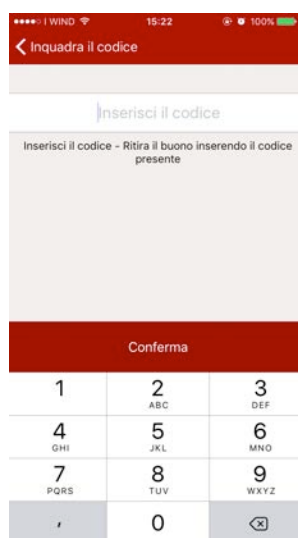 I WIND 15:22 100%
Inquadra il codice
Inserisci il codice
Inserisci il codice - Ritira il buono inserendo il codice
presente
Conferma
1 2 3
ABC DEF
4 5 6
GHI JKL MNO
7 8 9
PQRS TUV WXYZ
, 0